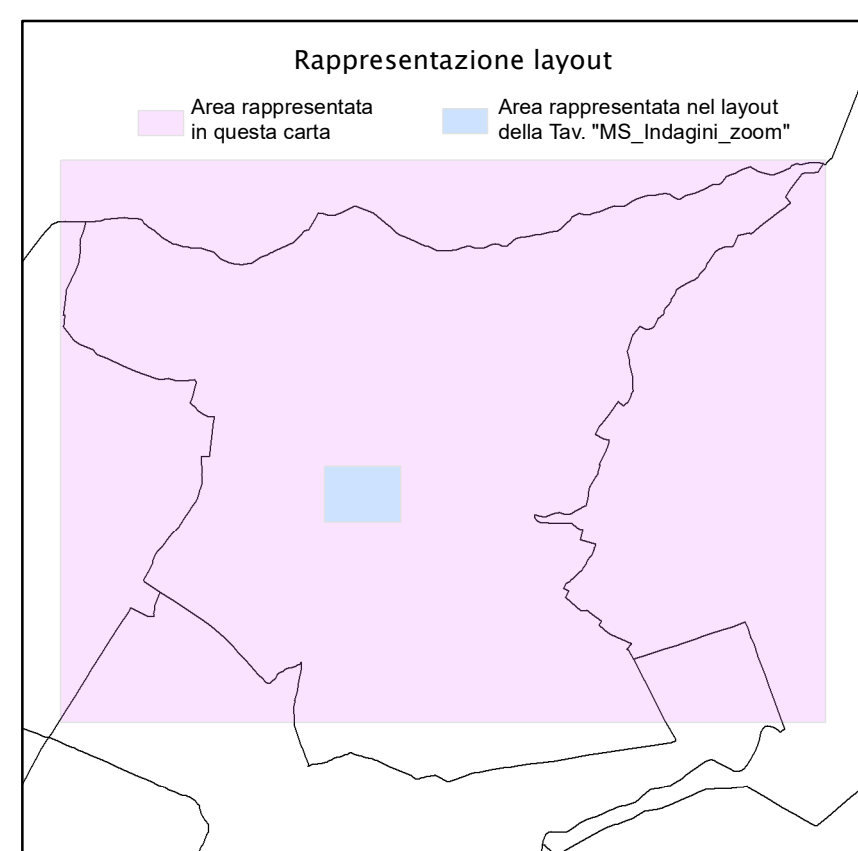 Rappresentazione layout
Area rappresentata
in questa carta
Area rappresentata nel layout
della Tav. "MS_Indagini_zoom"